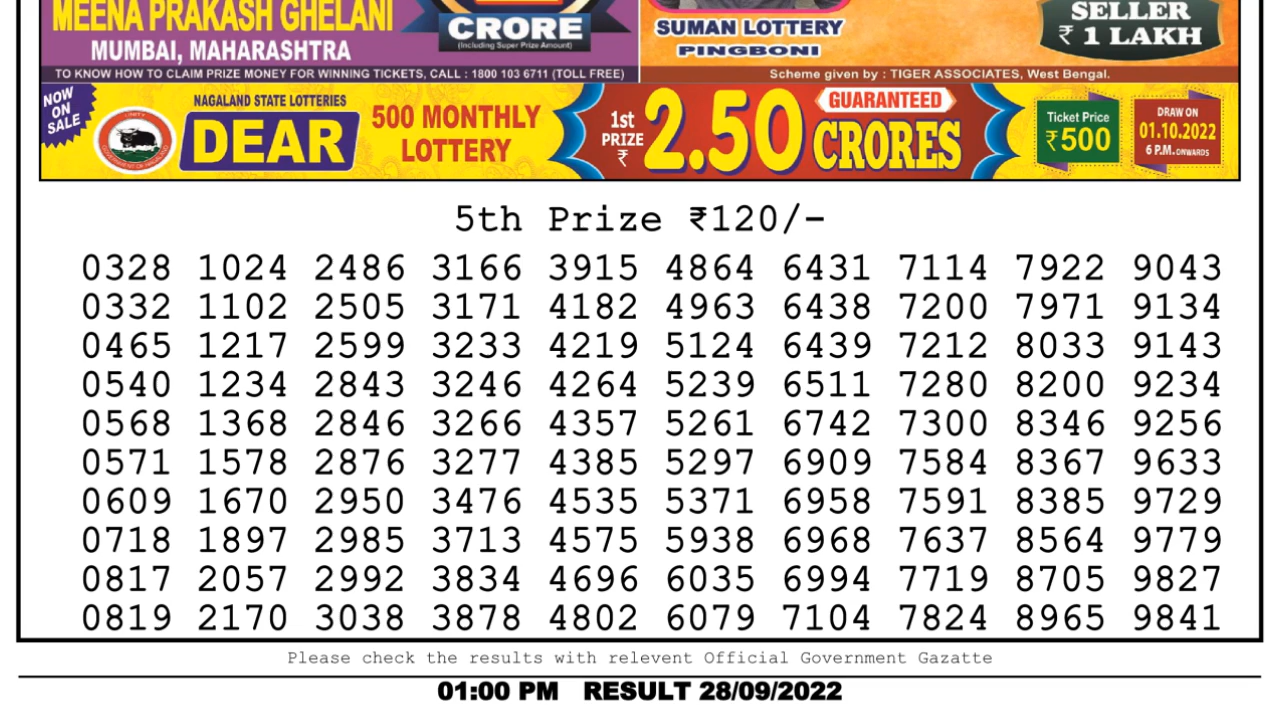 MEENA PRAKASH GHELANI
MUMBAI, MAHARASHTRA
CRORE
(Including Super Prize Amount)
SUMAN LOTTERY
PINGBONI
SELLER
₹ 1 LAKH
TO KNOW HOW TO CLAIM PRIZE MONEY FOR WINNING TICKETS, CALL : 1800 103 6711 (TOLL FREE)
Scheme given by : TIGER ASSOCIATES, West Bengal.
NOW
ON
SALE
NAGALAND STATE LOTTERIES
DEAR
500 MONTHLY
LOTTERY
1st
PRIZE
₹
2.50
GUARANTEED
CRORES
Ticket Price
₹500
DRAW ON
01.10.2022
6 P.M. ONWARDS
5th Prize ₹120/-
0328 1024 2486 3166 3915 4864 6431 7114 7922 9043
0332 1102 2505 3171 4182 4963 6438 7200 7971 9134
0465 1217 2599 3233 4219 5124 6439 7212 8033 9143
0540 1234 2843 3246 4264 5239 6511 7280 8200 9234
0568 1368 2846 3266 4357 5261 6742 7300 8346 9256
0571 1578 2876 3277 4385 5297 6909 7584 8367 9633
0609 1670 2950 3476 4535 5371 6958 7591 8385 9729
0718 1897 2985 3713 4575 5938 6968 7637 8564 9779
0817 2057 2992 3834 4696 6035 6994 7719 8705 9827
0819 2170 3038 3878 4802 6079 7104 7824 8965 9841
Please check the results with relevent Official Government Gazatte
01:00 PM RESULT 28/09/2022